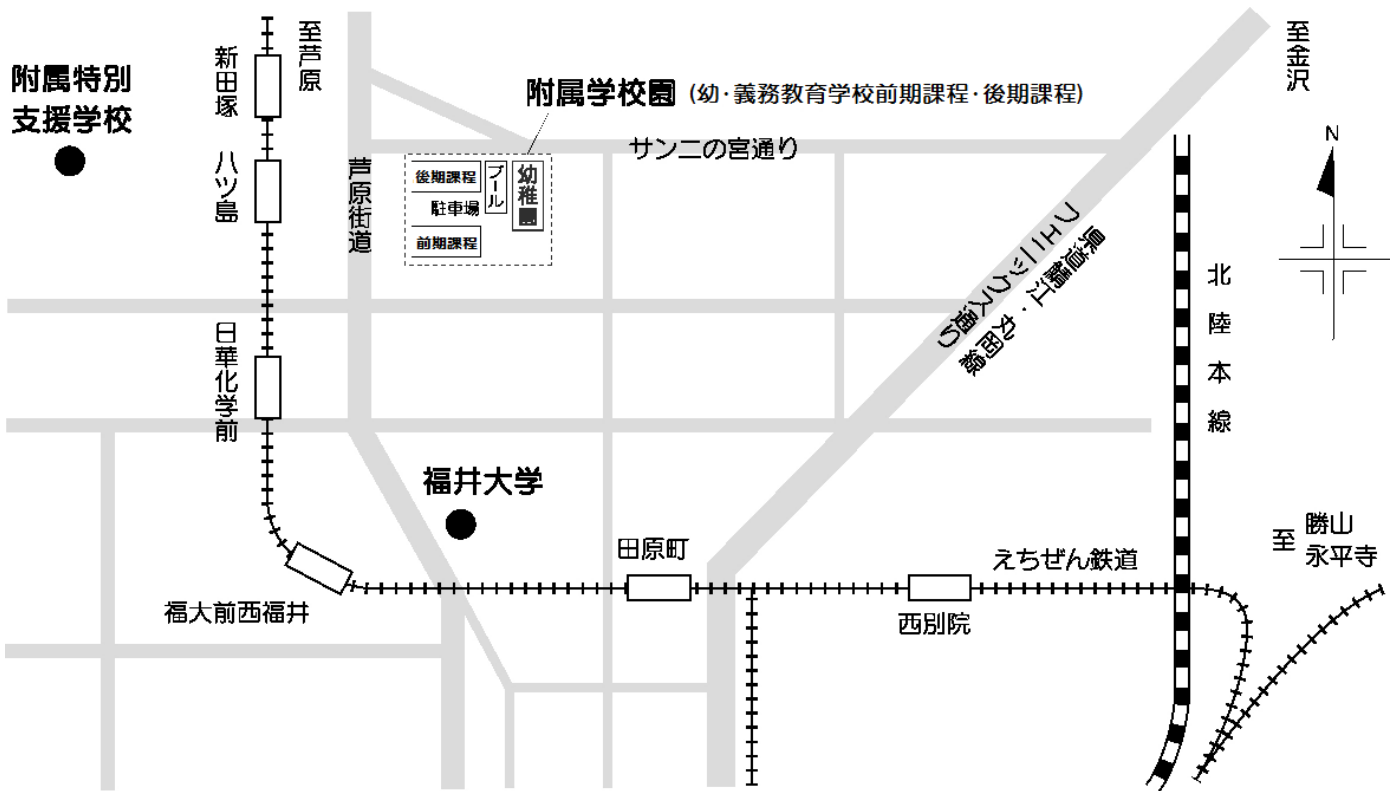 至芦原
新田塚
附属特別
支援学校
八ツ島
附属学校園 (幼・義務教育学校前期課程・後期課程)
サンニの宮通り
芦原街道
後期課程
プール
幼稚園
駐車場
前期課程
至金沢
N
フェニックス通り
県道鯖江・丸岡線
北陸本線
日華化学前
福井大学
田原町
えちぜん鉄道
至
勝山
永平寺
福大前西福井
西別院